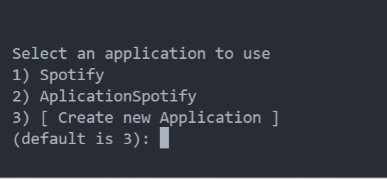 Select an application to use
1) Spotify
2) AplicationSpotify
3) [ Create new Application ]
(default is 3):